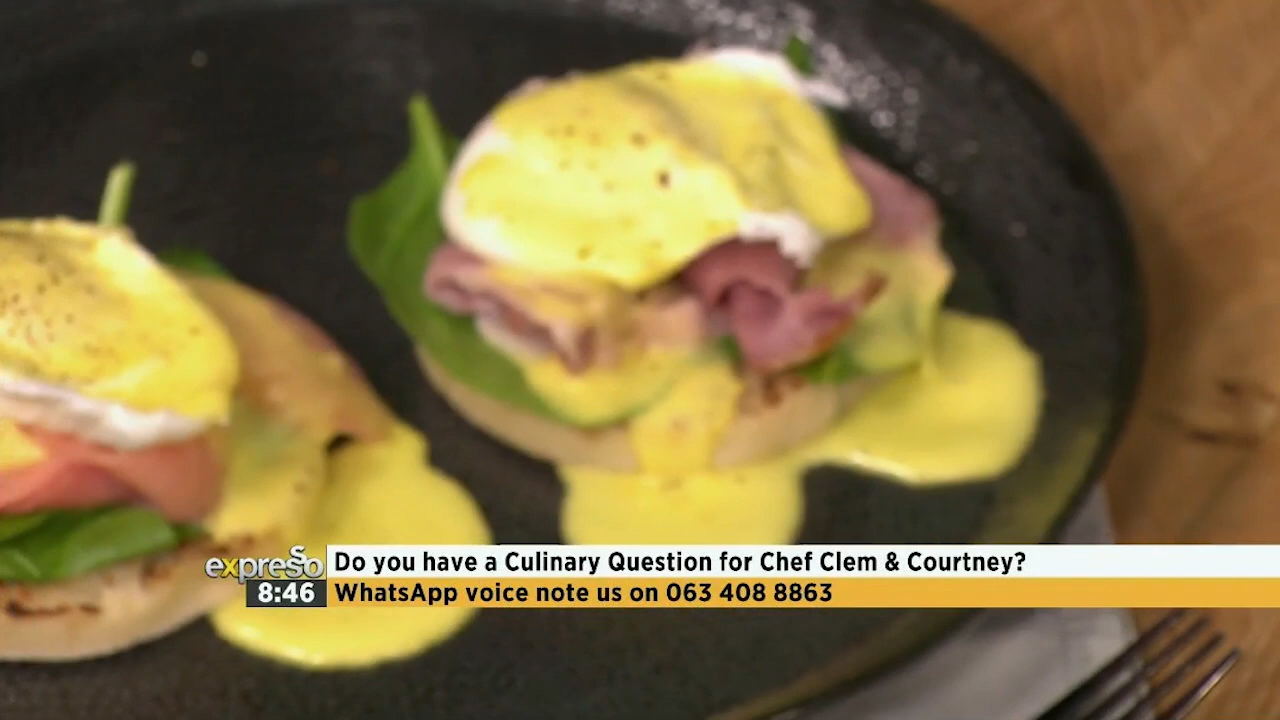 expresso
Do you have a Culinary Question for Chef Clem & Courtney?
8:46
WhatsApp voice note us on 063 408 8863